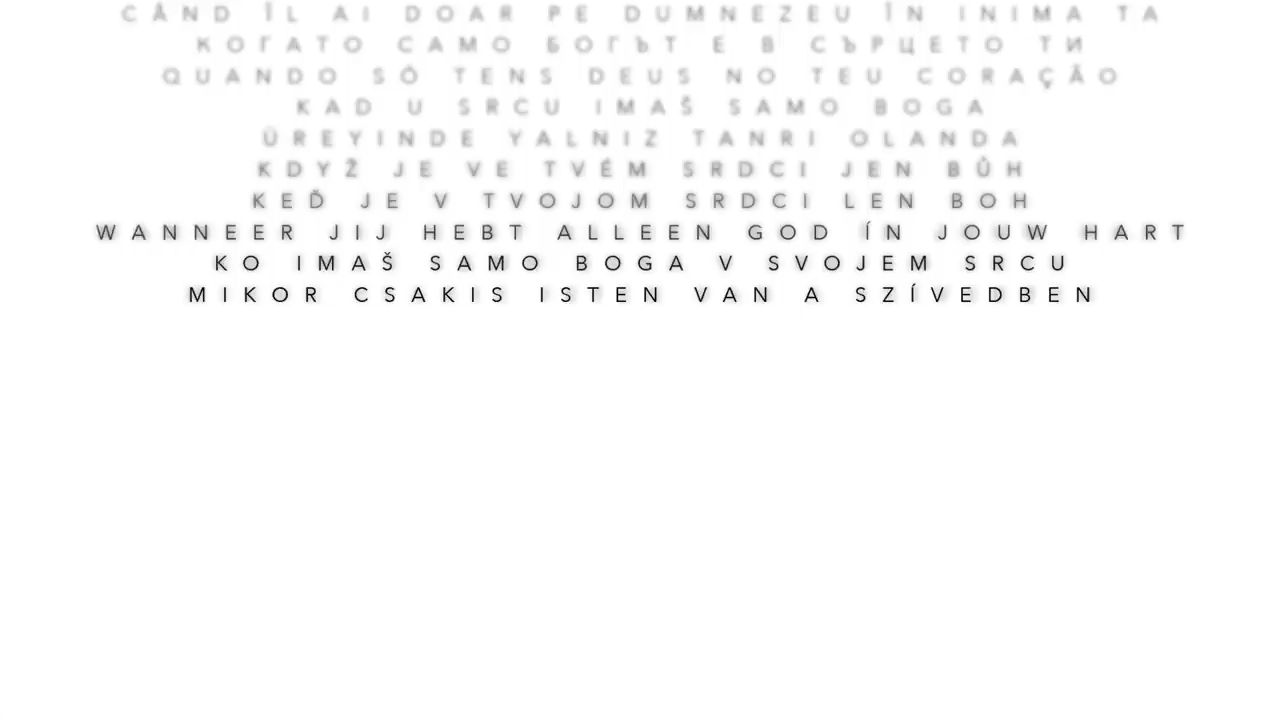 CÂND ÎL AI DOAR PE DUMNEZEU ÎN INIMA TA
КОГАТО САМО БОГЪТ Е В СЪРЦЕТО ТИ
QUANDO SÓ TENS DEUS NO TEU CORAÇÃO
KAD U SRCU IMAŠ SAMO BOGA
ÜREYINDE YALNIZ TANRI OLANDA
KDYŽ JE VE TVÉM SRDCI JEN BŮH
KEĎ JE V TVOJOM SRDCI LEN BOH
WANNEER JIJ HEBT ALLEEN GOD ÍN JOUW HART
KO IMAŠ SAMO BOGA V SVOJEM SRCU
MIKOR CSAKIS ISTEN VAN A SZÍVEDBEN